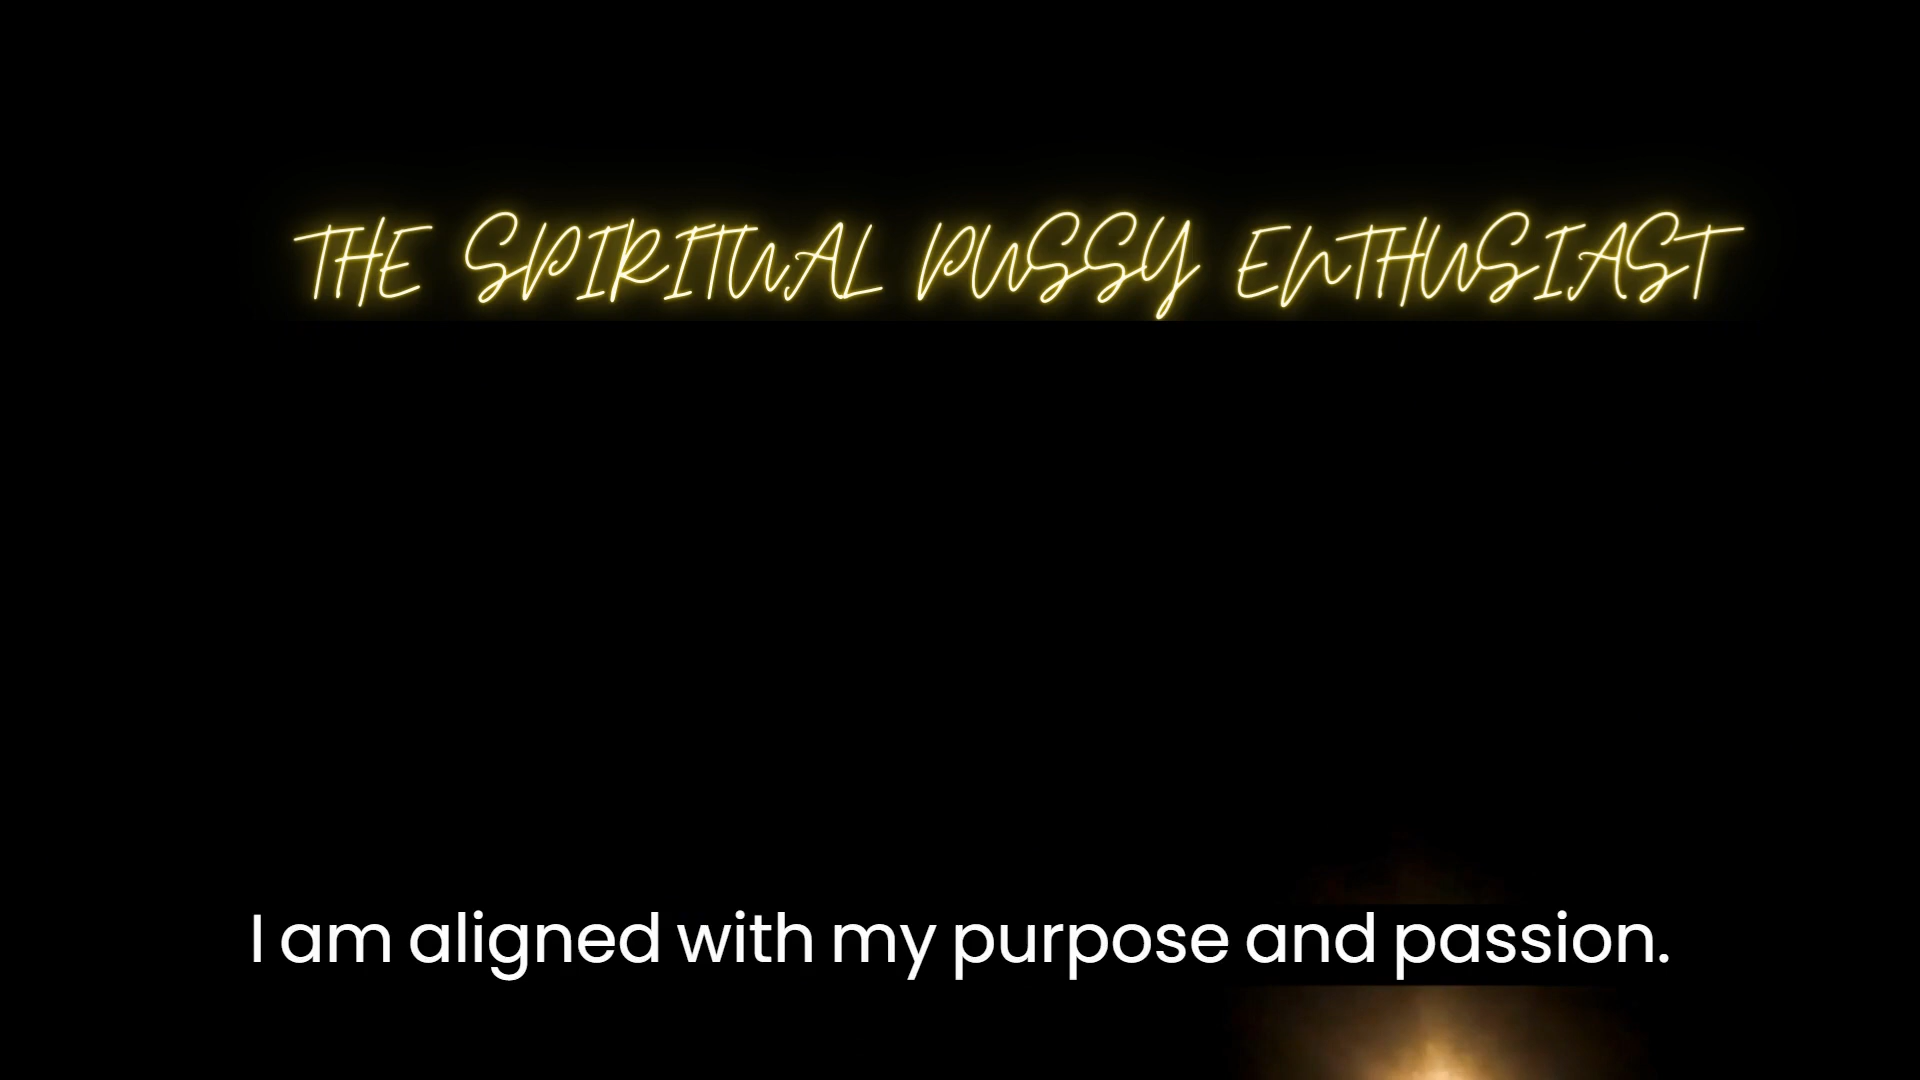 THE SPIRITUAL PUSSY ENTHUSIAST
I am aligned with my purpose and passion.